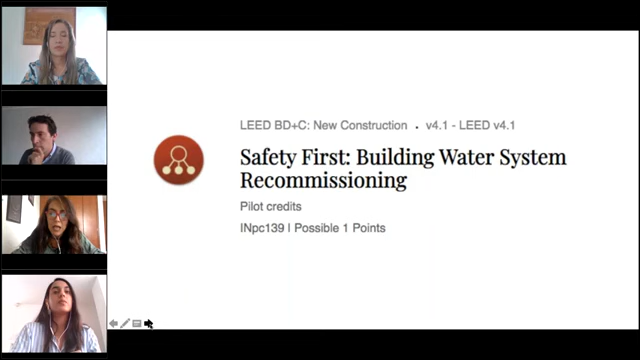 LEED BD+C: New Construction . v4.1 - LEED v4.1
Safety First: Building Water System
Recommissioning
Pilot credits
INpc139 | Possible 1 Points